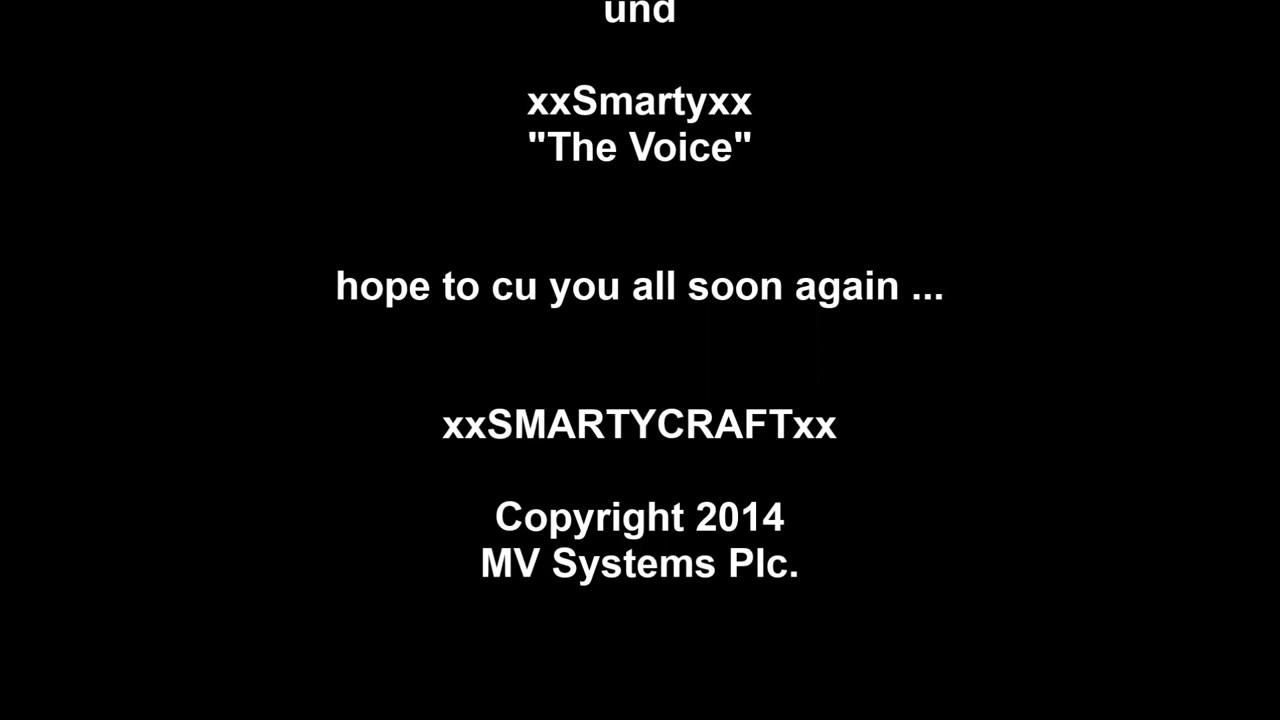 und
xxSmartyxx
"The Voice"
hope to cu you all soon again ...
xxSMARTYCRAFTxx
Copyright 2014
MV Systems Plc.